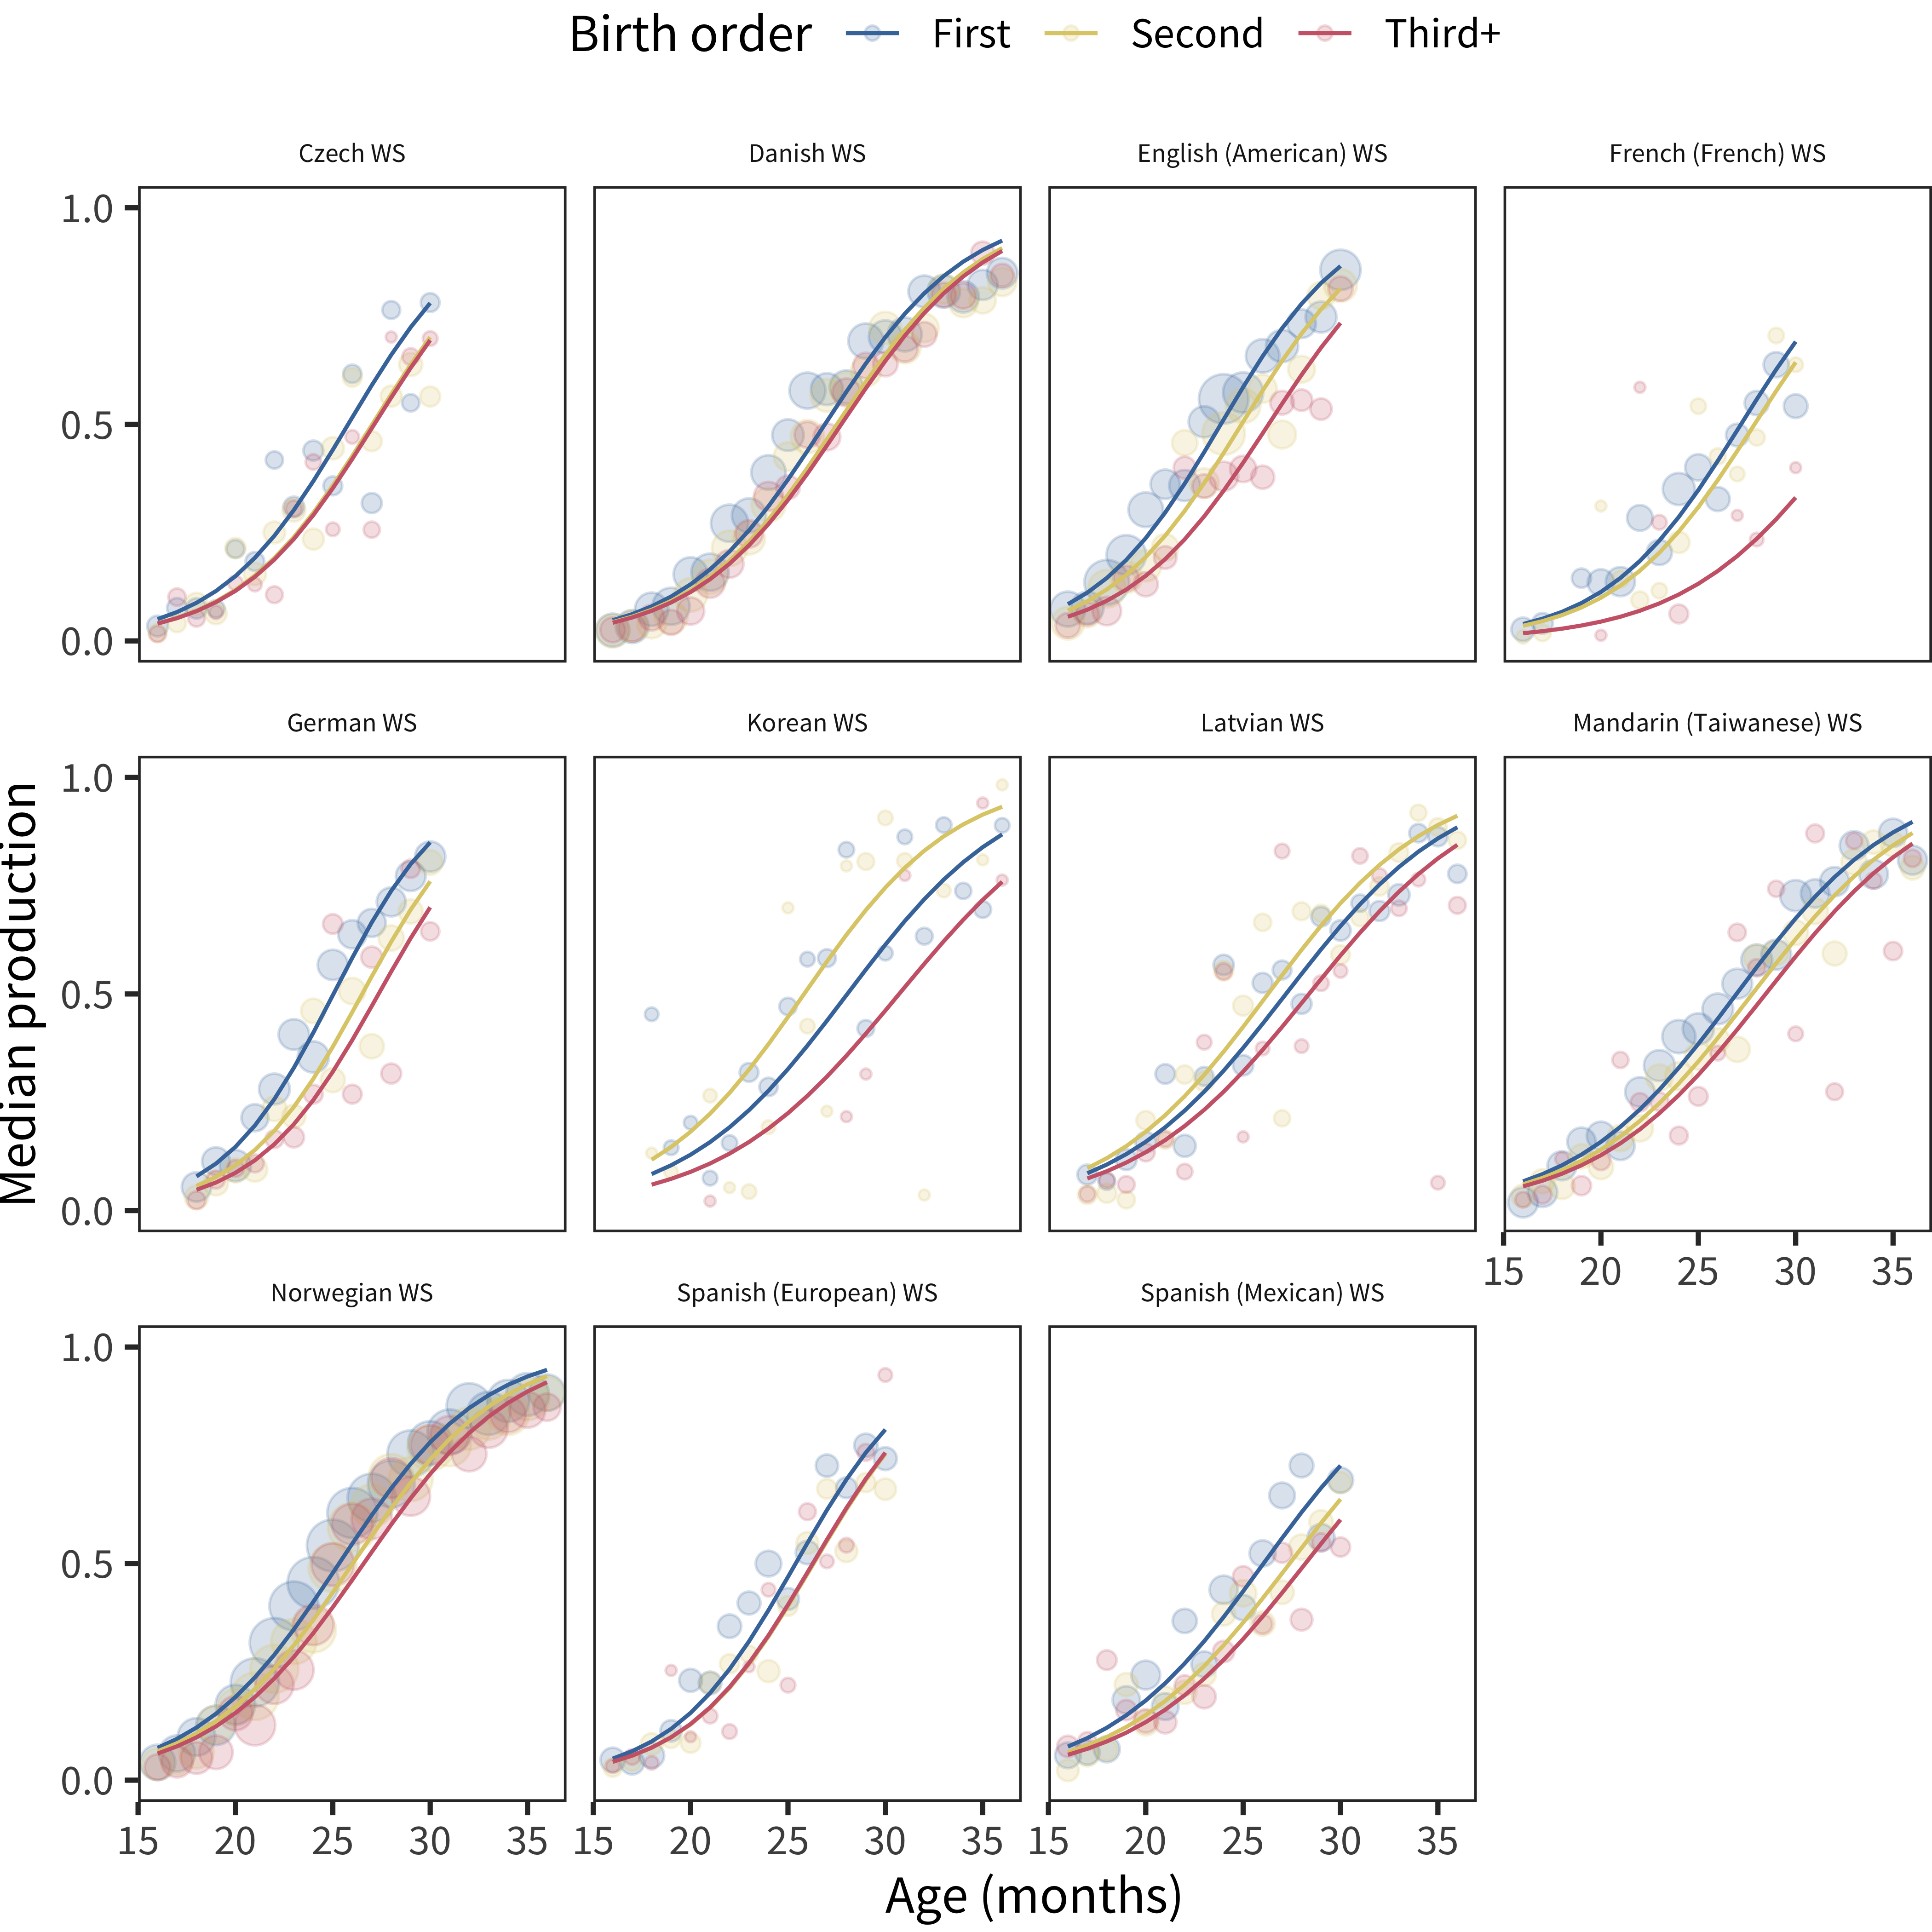 Birth order First Second Third+
Czech WS Danish WS English (American) WS French (French) WS
1.0
0.5
0.0
German WS Korean WS Latvian WS Mandarin (Taiwanese) WS
1.0
0.5
0.0
15 20 25 30 35
Median production
Norwegian WS Spanish (European) WS Spanish (Mexican) WS
1.0
0.5
0.0
15 20 25 30 35 15 20 25 30 35 15 20 25 30 35
Age (months)